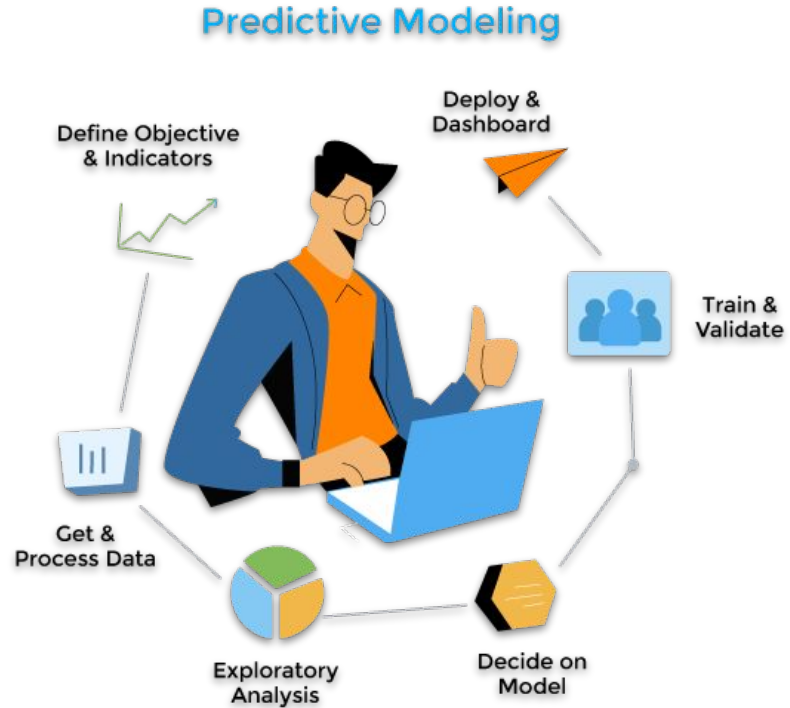 Predictive Modeling
Define Objective
& Indicators
Get &
Process Data
Exploratory
Analysis
Decide on
Model
Train &
Validate
Deploy &
Dashboard